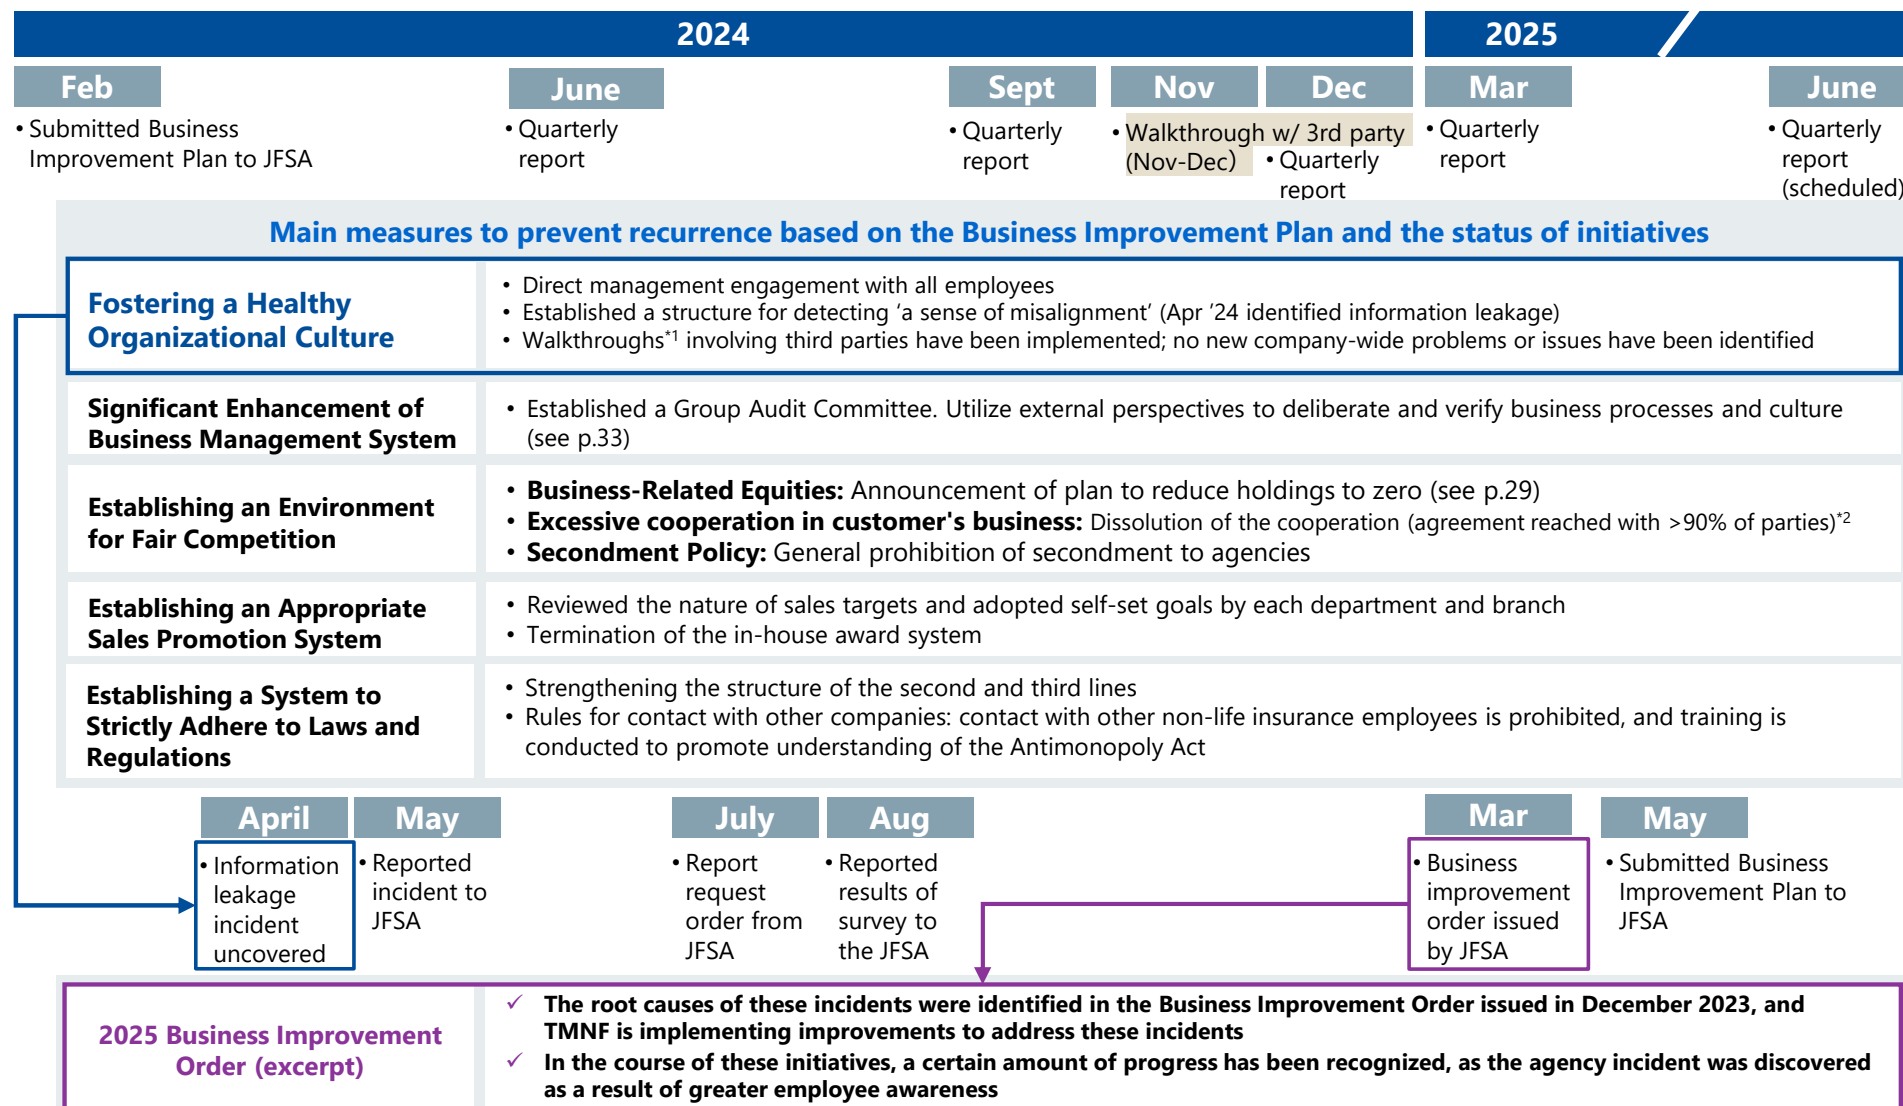 2024
2025
Feb
June
Sept
Nov
Dec
Mar
June
• Submitted Business
Improvement Plan to JFSA
• Quarterly
report
• Quarterly
report
• Walkthrough w/ 3rd party
(Nov-Dec)
• Quarterly
report
• Quarterly
report
• Quarterly
report
(scheduled)
Main measures to prevent recurrence based on the Business Improvement Plan and the status of initiatives
Fostering a Healthy
Organizational Culture
• Direct management engagement with all employees
• Established a structure for detecting ‘a sense of misalignment’ (Apr ’24 identified information leakage)
• Walkthroughs*1 involving third parties have been implemented; no new company-wide problems or issues have been identified
Significant Enhancement of
Business Management System
• Established a Group Audit Committee. Utilize external perspectives to deliberate and verify business processes and culture
(see p.33)
Establishing an Environment
for Fair Competition
• Business-Related Equities: Announcement of plan to reduce holdings to zero (see p.29)
• Excessive cooperation in customer's business: Dissolution of the cooperation (agreement reached with >90% of parties)*2
• Secondment Policy: General prohibition of secondment to agencies
Establishing an Appropriate
Sales Promotion System
• Reviewed the nature of sales targets and adopted self-set goals by each department and branch
• Termination of the in-house award system
Establishing a System to
Strictly Adhere to Laws and
Regulations
• Strengthening the structure of the second and third lines
• Rules for contact with other companies: contact with other non-life insurance employees is prohibited, and training is
conducted to promote understanding of the Antimonopoly Act
April
May
July
Aug
Mar
May
• Information
leakage
incident
uncovered
• Reported
incident to
JFSA
• Report
request
order from
JFSA
• Reported
results of
survey to
the JFSA
• Business
improvement
order issued
by JFSA
• Submitted Business
Improvement Plan to
JFSA
2025 Business Improvement
Order (excerpt)
✓ The root causes of these incidents were identified in the Business Improvement Order issued in December 2023, and
TMNF is implementing improvements to address these incidents
✓ In the course of these initiatives, a certain amount of progress has been recognized, as the agency incident was discovered
as a result of greater employee awareness